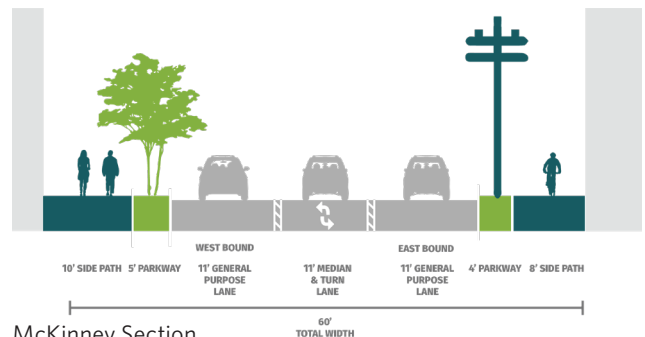 WEST BOUND
EAST BOUND
10' SIDE PATH
5' PARKWAY
11' GENERAL
PURPOSE
LANE
11' MEDIAN
& TURN
LANE
11' GENERAL
PURPOSE
LANE
4' PARKWAY
8' SIDE PATH
60'
TOTAL WIDTH
McKinney Section